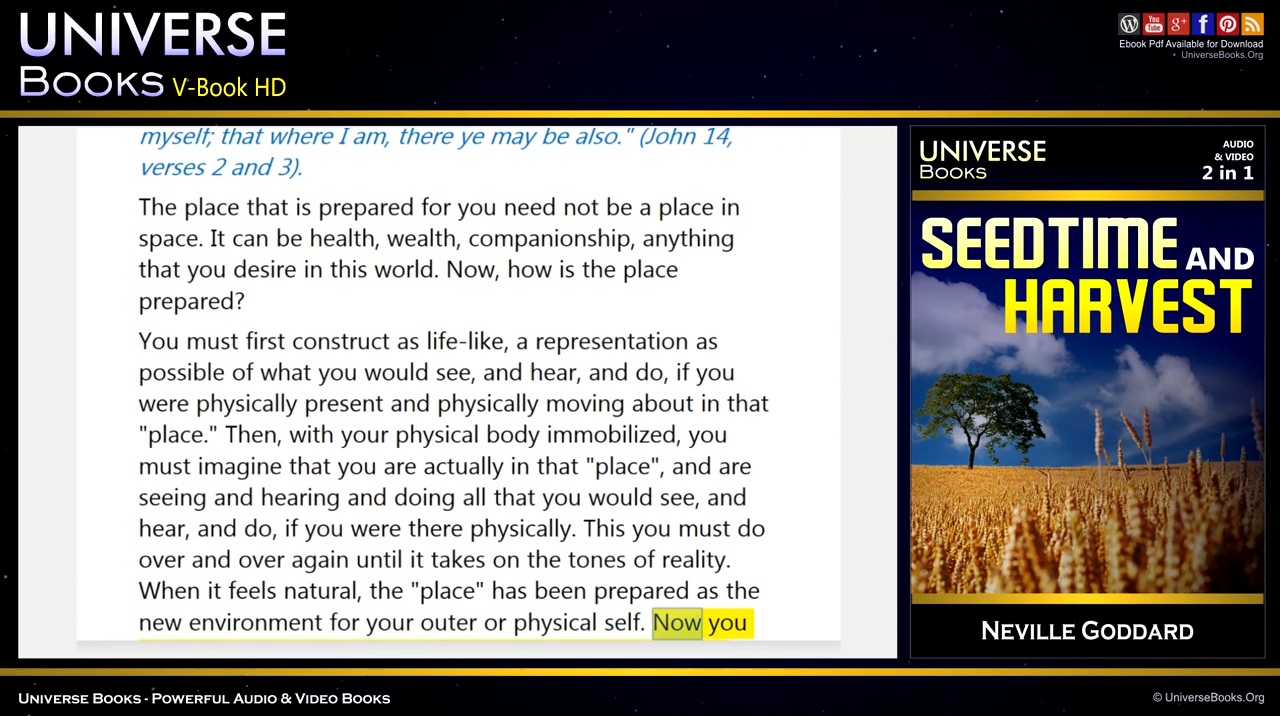 UNIVERSE
BOOKS V-Book HD
Ebook Pdf Available for Download
UniverseBooks.Org
myself; that where I am, there ye may be also." (John 14,
verses 2 and 3).
The place that is prepared for you need not be a place in
space. It can be health, wealth, companionship, anything
that you desire in this world. Now, how is the place
prepared?
You must first construct as life-like, a representation as
possible of what you would see, and hear, and do, if you
were physically present and physically moving about in that
"place." Then, with your physical body immobilized, you
must imagine that you are actually in that "place", and are
seeing and hearing and doing all that you would see, and
hear, and do, if you were there physically. This you must do
over and over again until it takes on the tones of reality.
When it feels natural, the "place" has been prepared as the
new environment for your outer or physical self. Now you
UNIVERSE
BOOKS
AUDIO
& VIDEO
2 in 1
SEEDTIME AND
HARVEST
NEVILLE GODDARD
UNIVERSE BOOKS - POWERFUL AUDIO & VIDEO BOOKS
© UniverseBooks.Org